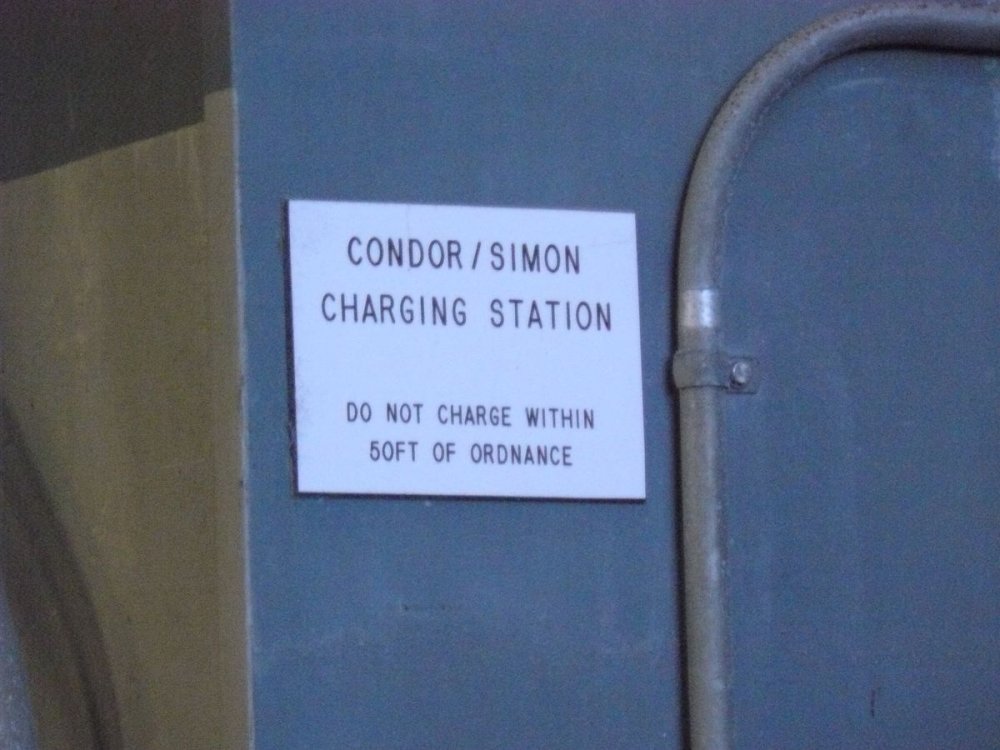 CONDOR/SIMON
CHARGING STATION
DO NOT CHARGE WITHIN
50FT OF ORDNANCE